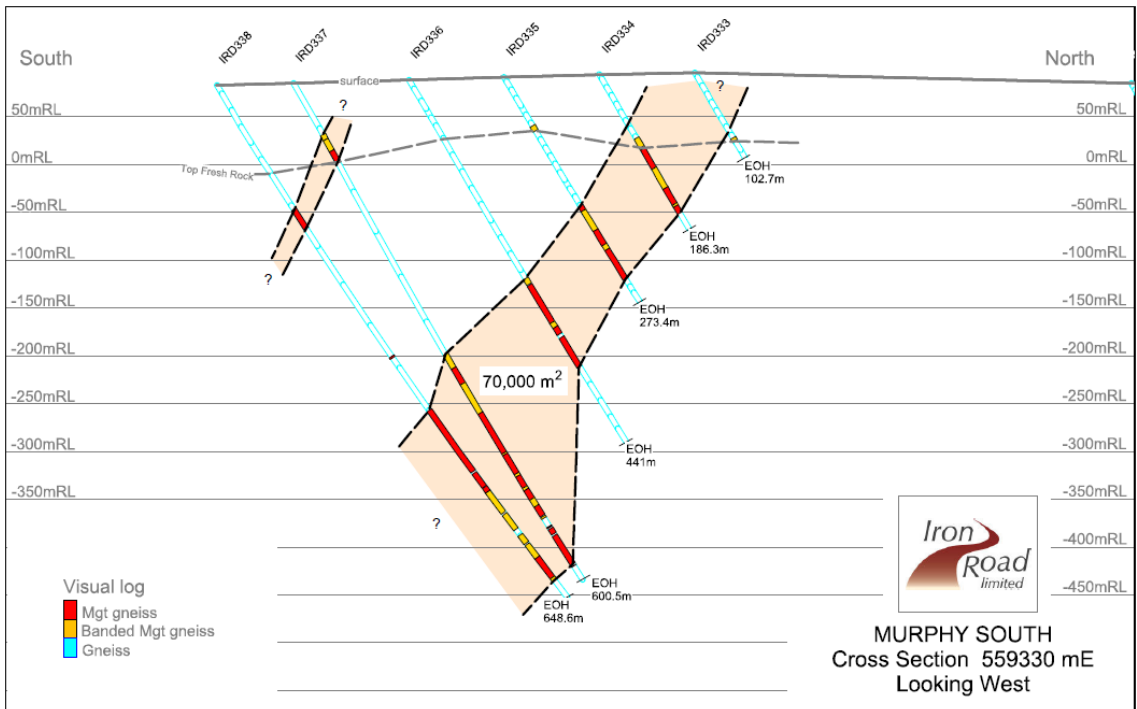 South
North
IRD338
IRD337
IRD336
IRD335
IRD334
IRD333
surface
?
?
50mRL
50mRL
Top Fresh Rock
0mRL
0mRL
EOH
102.7m
-50mRL
-50mRL
EOH
186.3m
-100mRL
-100mRL
?
EOH
273.4m
-150mRL
-150mRL
-200mRL
-200mRL
70,000 m²
-250mRL
-250mRL
-300mRL
-300mRL
EOH
441m
-350mRL
-350mRL
?
-400mRL
-450mRL
EOH
600.5m
EOH
648.6m
Visual log
Mgt gneiss
Banded Mgt gneiss
Gneiss
Iron
Road
limited
MURPHY SOUTH
Cross Section 559330 mE
Looking West